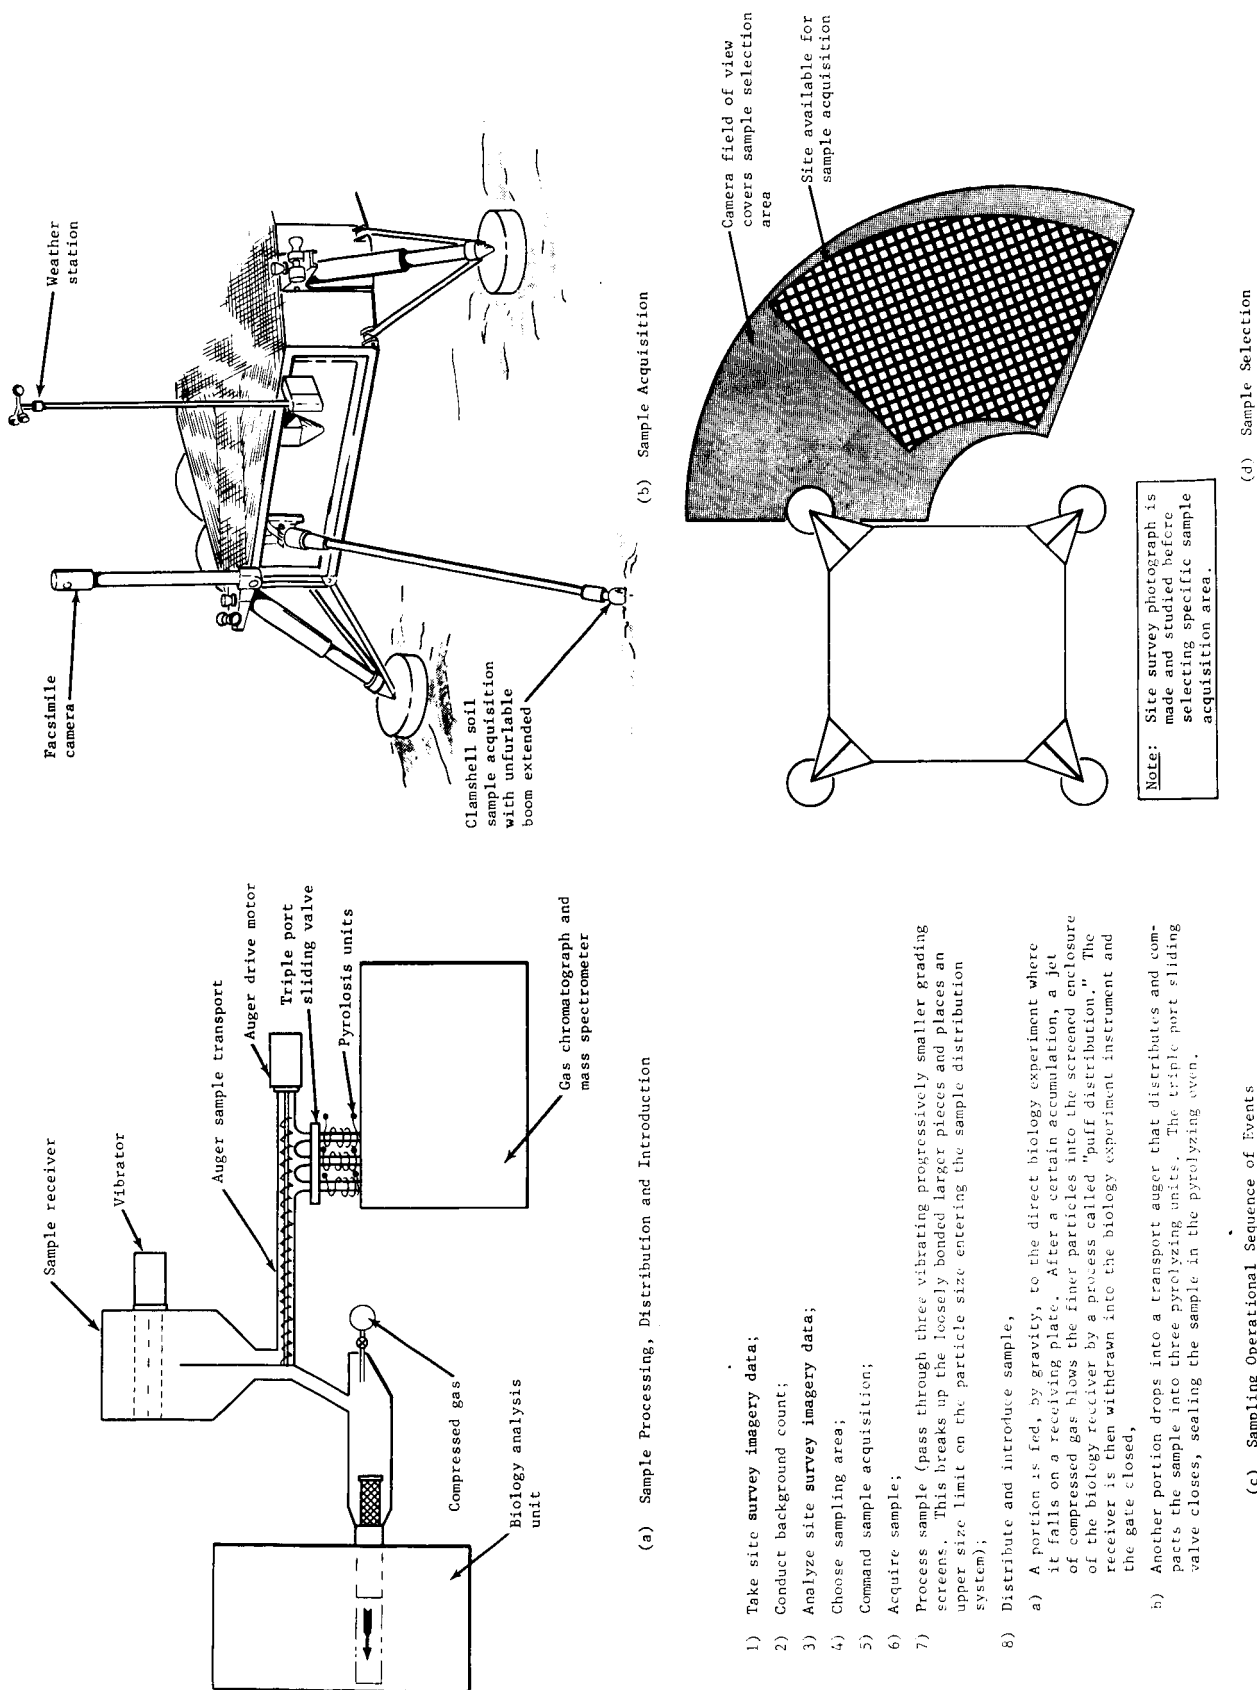 Sample receiver
Vibrator
Auger sample transport
Auger drive motor
Triple port
sliding valve
Pyrolosis units
Compressed gas
Biology analysis
unit
Gas chromatograph and
mass spectrometer
(a) Sample Processing, Distribution and Introduction
Facsimile
camera
Weather
station
Clamshell soil
sample acquisition
with unfurlable
boom extended
(b) Sample Acquisition
1) Take site survey imagery data;
2) Conduct background count;
3) Analyze site survey imagery data;
4) Choose sampling area;
5) Command sample acquisition;
6) Acquire sample;
7) Process sample (pass through three vibrating progressively smaller grading
screens. This breaks up the loosely bonded larger pieces and places an
upper size limit on the particle size entering the sample distribution
system);
8) Distribute and introduce sample,
a) A portion is fed, by gravity, to the direct biology experiment where
it falls on a receiving plate. After a certain accumulation, a jet
of compressed gas blows the finer particles into the screened enclosure
of the biology receiver by a process called "puff distribution." The
receiver is then withdrawn into the biology experiment instrument and
the gate closed,
b) Another portion drops into a transport auger that distributes and com-
pacts the sample into three pyrolyzing units. The triple port sliding
valve closes, sealing the sample in the pyrolyzing oven.
(c) Sampling Operational Sequence of Events
Camera field of view
covers sample selection
area
Site available for
sample acquisition
Note: Site survey photograph is
made and studied before
selecting specific sample
acquisition area.
(d) Sample Selection